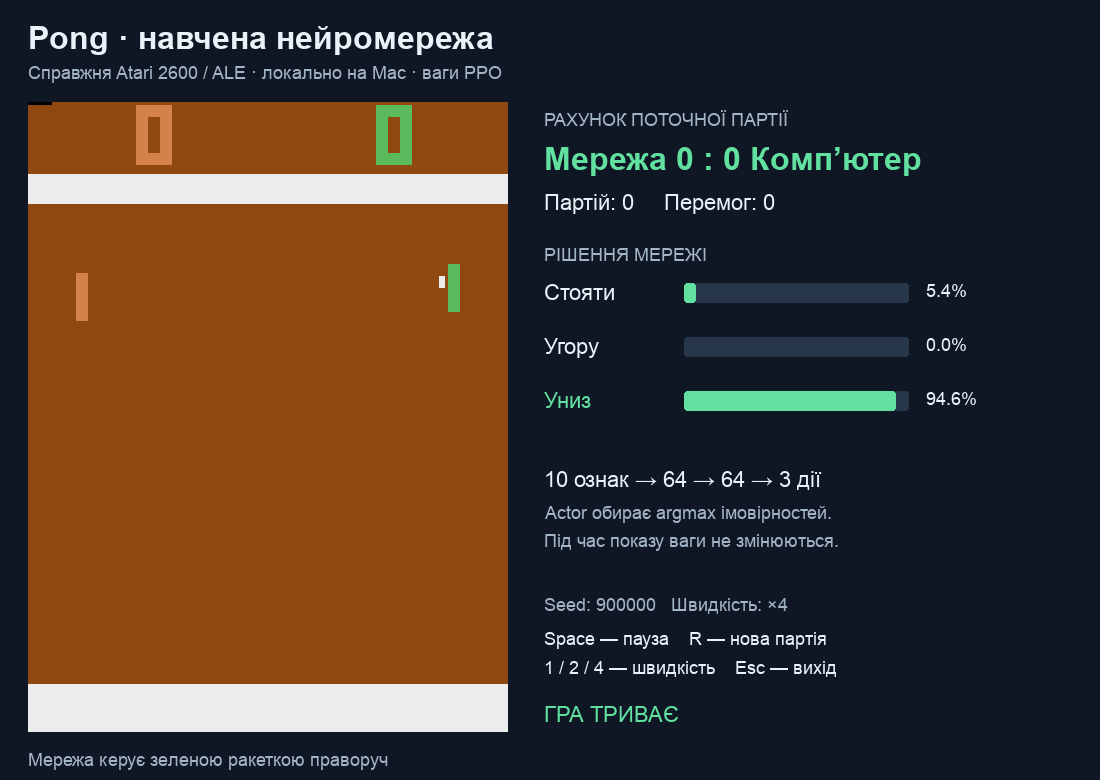 Pong · навчена нейромережа
Справжня Atari 2600 / ALE · локально на Mac · ваги PPO
0 0
РАХУНОК ПОТОЧНОЇ ПАРТІЇ
Мережа 0 : 0 Комп’ютер
Партій: 0 Перемог: 0
РІШЕННЯ МЕРЕЖІ
Стояти 5.4%
Угору 0.0%
Униз 94.6%
10 ознак → 64 → 64 → 3 дії
Actor обирає argmax імовірностей.
Під час показу ваги не змінюються.
Seed: 900000 Швидкість: ×4
Space — пауза R — нова партія
1 / 2 / 4 — швидкість Esc — вихід
ГРА ТРИВАЄ
Мережа керує зеленою ракеткою праворуч